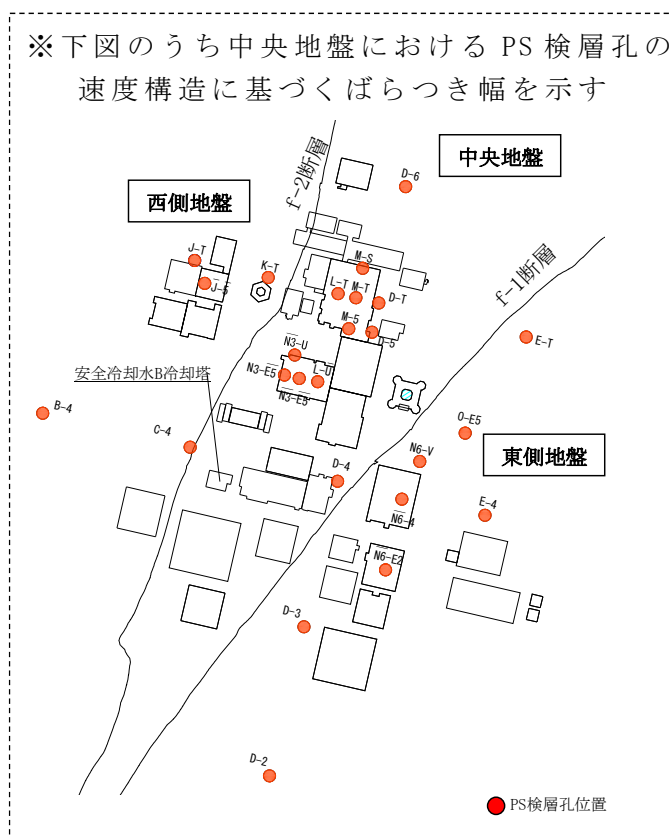 ※下図のうち中央地盤における PS 検層孔の
速度構造に基づくばらつき幅を示す
中央地盤
D-6
f-2断層
西側地盤
f-1断層
J-T
K-T
J-5
M-S
L-T
M-T
D-T
M-5
D-5
E-T
N3-U
N3-E5
L-U
N3-E5
安全冷却水B冷却塔
B-4
C-4
O-E5
N6-V
東側地盤
D-4
N6-4
E-4
N6-E2
D-3
D-2
PS検層孔位置